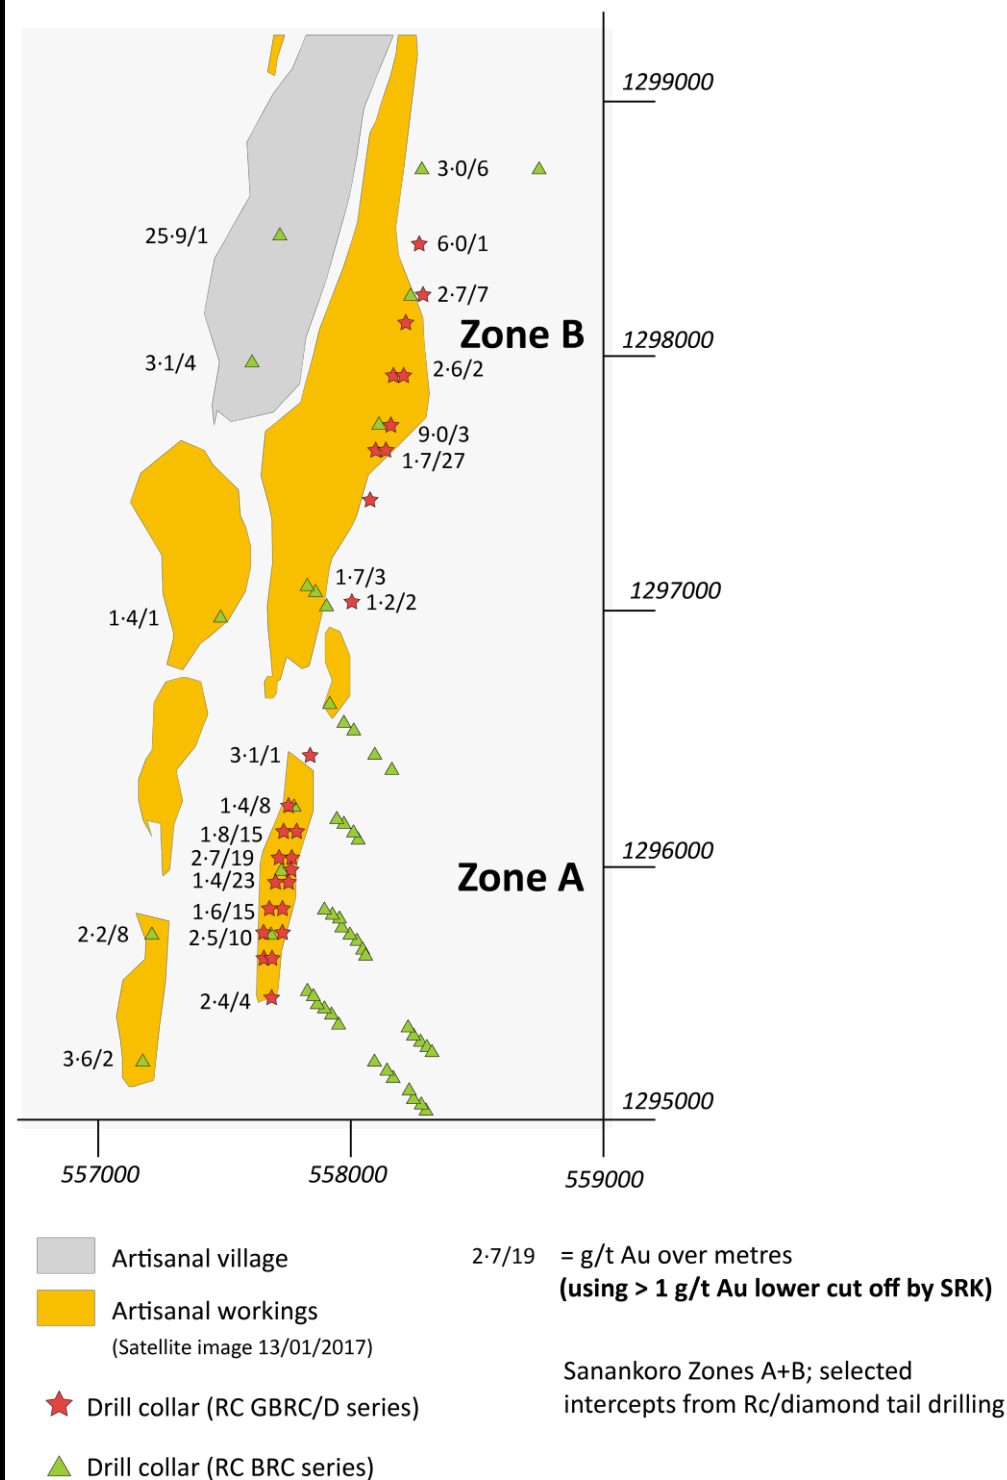 1299000
3·0/6
25·9/1
6·0/1
2·7/7
Zone B
1298000
3·1/4
2·6/2
9·0/3
1·7/27
1·7/3
1297000
1·2/2
1·4/1
3·1/1
1·4/8
1·8/15
1296000
2·7/19
Zone A
1·4/23
1·6/15
2·2/8
2·5/10
2·4/4
3·6/2
1295000
557000
558000
559000
Artisanal village
2·7/19 = g/t Au over metres
(using > 1 g/t Au lower cut off by SRK)
Artisanal workings
(Satellite image 13/01/2017)
Sanankoro Zones A+B; selected
intercepts from Rc/diamond tail drilling
Drill collar (RC GBRC/D series)
Drill collar (RC BRC series)